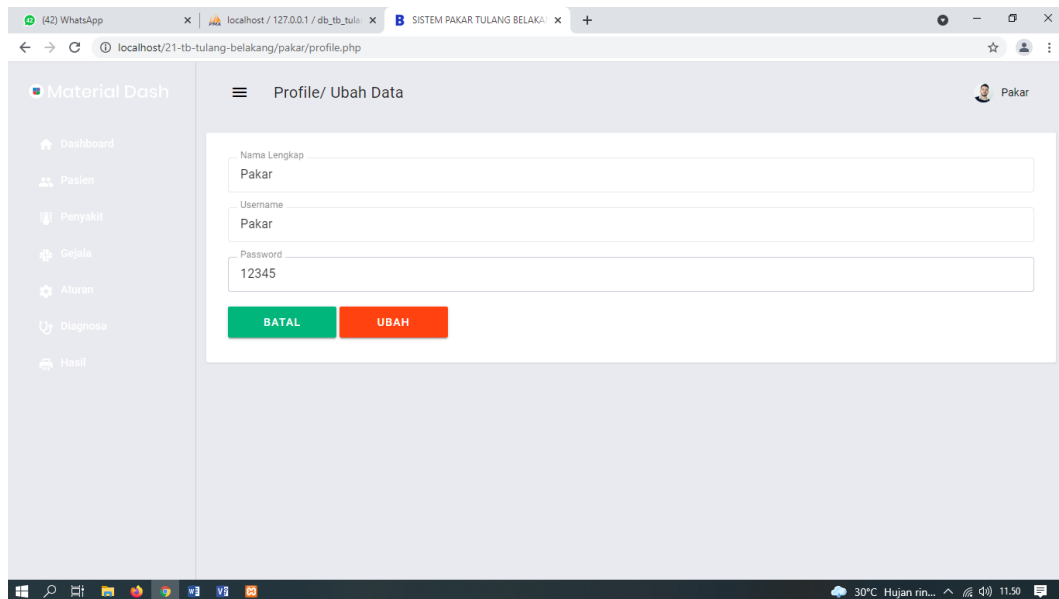 (42) WhatsApp
localhost / 127.0.0.1 / db_tb_tula
SISTEM PAKAR TULANG BELAKA
localhost/21-tb-tulang-belakang/pakar/profile.php
Material Dash
Profile/ Ubah Data
Pakar
Dashboard
Pasien
Penyakit
Gejala
Aturan
Diagnosa
Hasil
Nama Lengkap
Pakar
Username
Pakar
Password
12345
BATAL
UBAH
30°C Hujan rin... 11.50